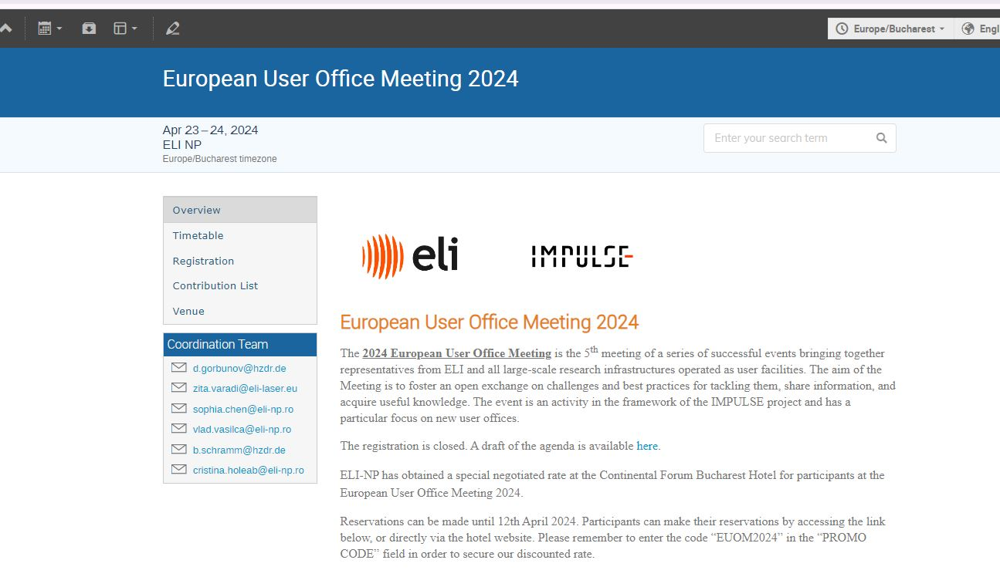 Europe/Bucharest
Engl
European User Office Meeting 2024
Apr 23 – 24, 2024
ELI NP
Europe/Bucharest timezone
Enter your search term
Overview
Timetable
Registration
Contribution List
Venue
Coordination Team
d.gorbunov@hzdr.de
zita.varadi@eli-laser.eu
sophia.chen@eli-np.ro
vlad.vasilca@eli-np.ro
b.schramm@hzdr.de
cristina.holeab@eli-np.ro
eli
IMPULSE
European User Office Meeting 2024
The 2024 European User Office Meeting is the 5th meeting of a series of successful events bringing together
representatives from ELI and all large-scale research infrastructures operated as user facilities. The aim of the
Meeting is to foster an open exchange on challenges and best practices for tackling them, share information, and
acquire useful knowledge. The event is an activity in the framework of the IMPULSE project and has a
particular focus on new user offices.
The registration is closed. A draft of the agenda is available here.
ELI-NP has obtained a special negotiated rate at the Continental Forum Bucharest Hotel for participants at the
European User Office Meeting 2024.
Reservations can be made until 12th April 2024. Participants can make their reservations by accessing the link
below, or directly via the hotel website. Please remember to enter the code “EUOM2024” in the “PROMO
CODE” field in order to secure our discounted rate.